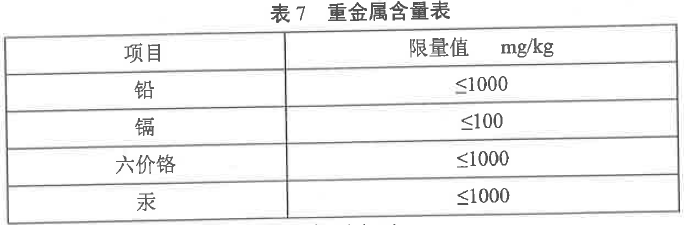 表 7 重金属含量表
项目 限量值 mg/kg
铅 ≤1000
镉 ≤100
六价铬 ≤1000
汞 ≤1000